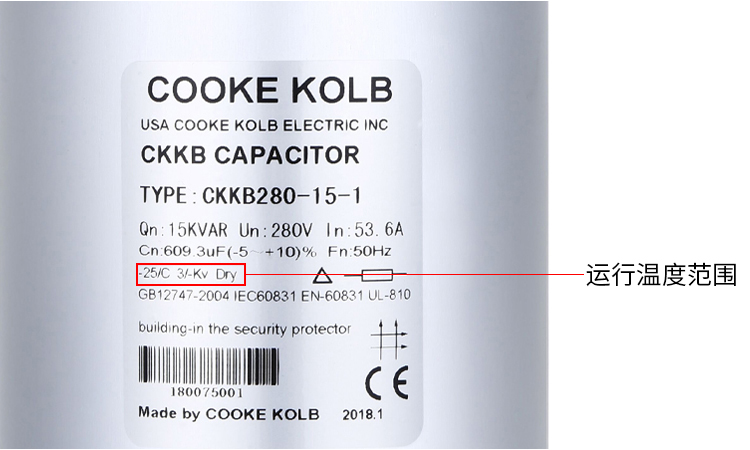 COOKE KOLB
USA COOKE KOLB ELECTRIC INC
CKKB CAPACITOR
TYPE:CKKB280-15-1
Qn:15KVAR Un:280V In:53.6A
Cn:609.3uF(-5~+10)% Fn:50Hz
-25/C 3/-Kv Dry
运行温度范围
GB12747-2004 IEC60831 EN-60831 UL-810
building-in the security protector
180075001
CE
Made by COOKE KOLB 2018.1